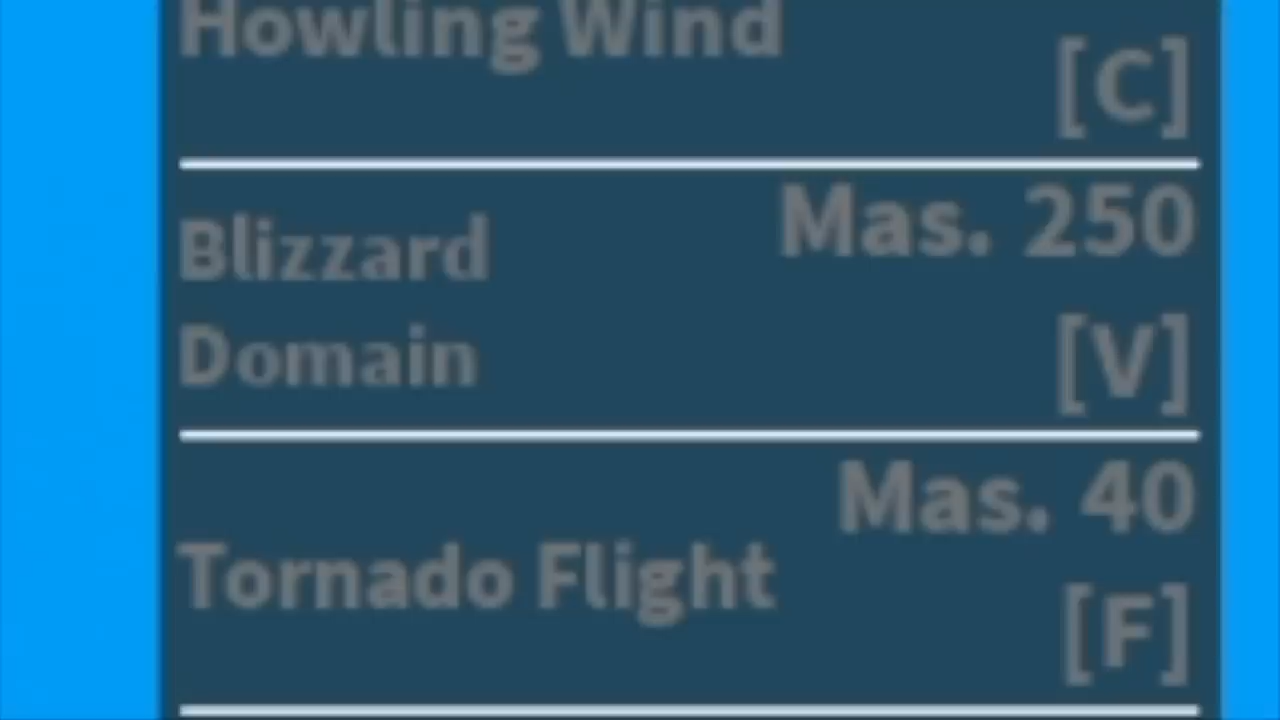 Howling Wind
[C]
Blizzard
Domain
Mas. 250
[V]
Tornado Flight
Mas. 40
[F]